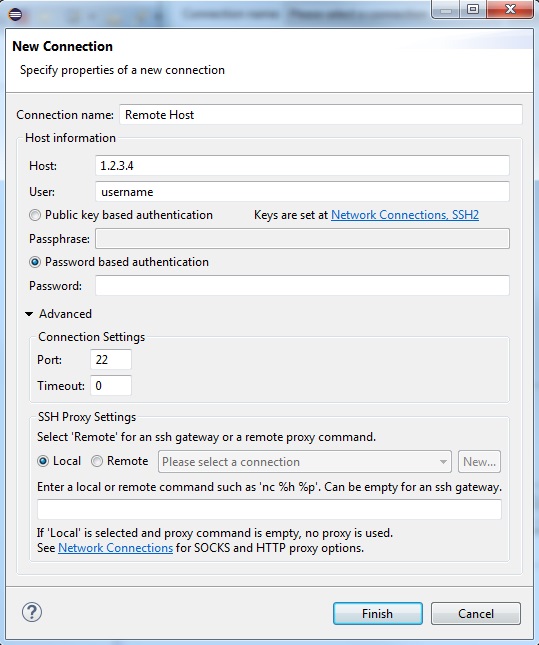 Connection name: Please select a connection
New Connection
Specify properties of a new connection
Connection name: Remote Host
Host information
Host: 1.2.3.4
User: username
Public key based authentication Keys are set at Network Connections, SSH2
Passphrase:
Password based authentication
Password:
Advanced
Connection Settings
Port: 22
Timeout: 0
SSH Proxy Settings
Select 'Remote' for an ssh gateway or a remote proxy command.
Local Remote Please select a connection New...
Enter a local or remote command such as 'nc %h %p'. Can be empty for an ssh gateway.
If 'Local' is selected and proxy command is empty, no proxy is used.
See Network Connections for SOCKS and HTTP proxy options.
? Finish Cancel